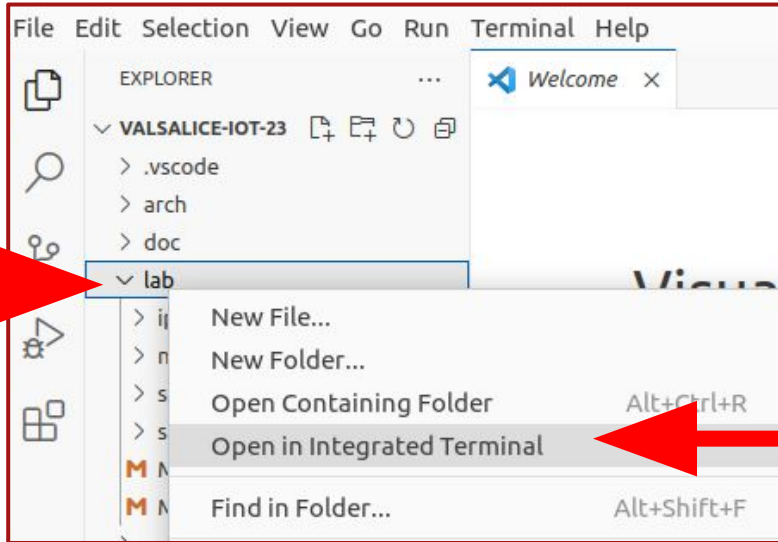 File Edit Selection View Go Run Terminal Help
EXPLORER ... Welcome ×
VALSALICE-IOT-23
.vscode
arch
doc
lab
New File...
New Folder...
Open Containing Folder Alt+Ctrl+R
Open in Integrated Terminal
Find in Folder... Alt+Shift+F